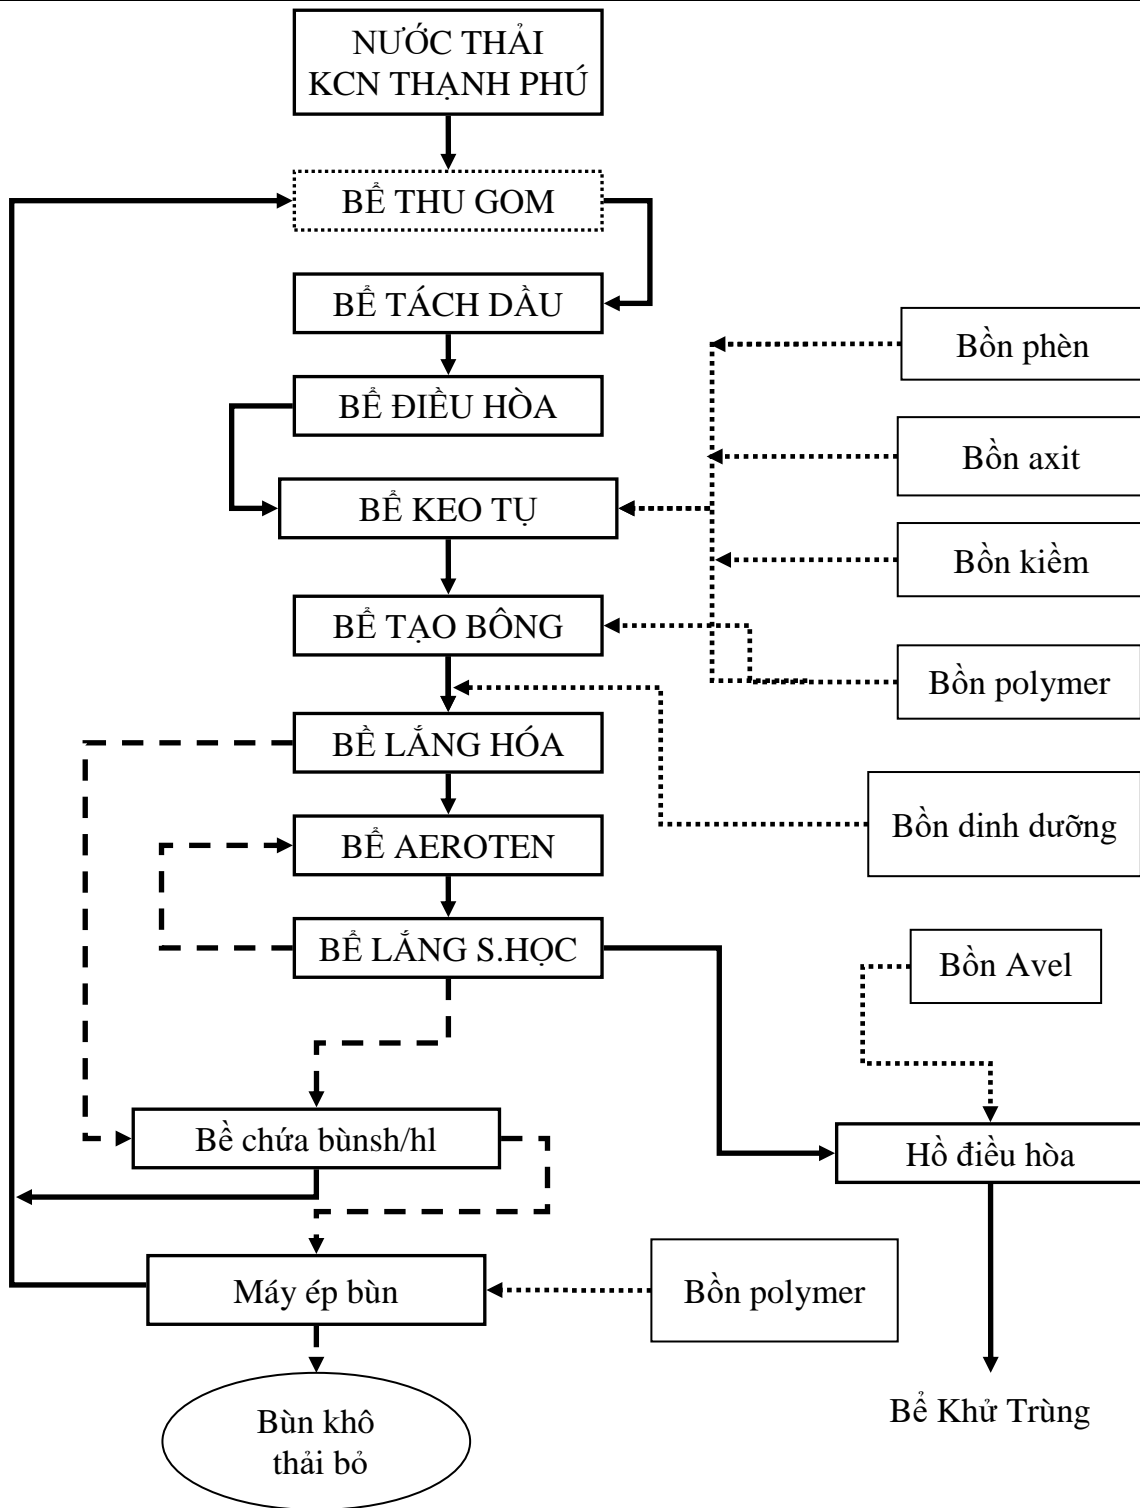 NƯỚC THẢI
KCN THẠNH PHÚ
BỂ THU GOM
BỂ TÁCH DẦU
Bồn phèn
BỂ ĐIỀU HÒA
Bồn axit
BỂ KEO TỤ
Bồn kiềm
BỂ TẠO BÔNG
Bồn polymer
BỀ LẮNG HÓA
Bồn dinh dưỡng
BỂ AEROTEN
BỂ LẮNG S.HỌC
Bồn Avel
Bề chứa bùnsh/hl
Hồ điều hòa
Máy ép bùn
Bồn polymer
Bể Khử Trùng
Bùn khô
thải bỏ